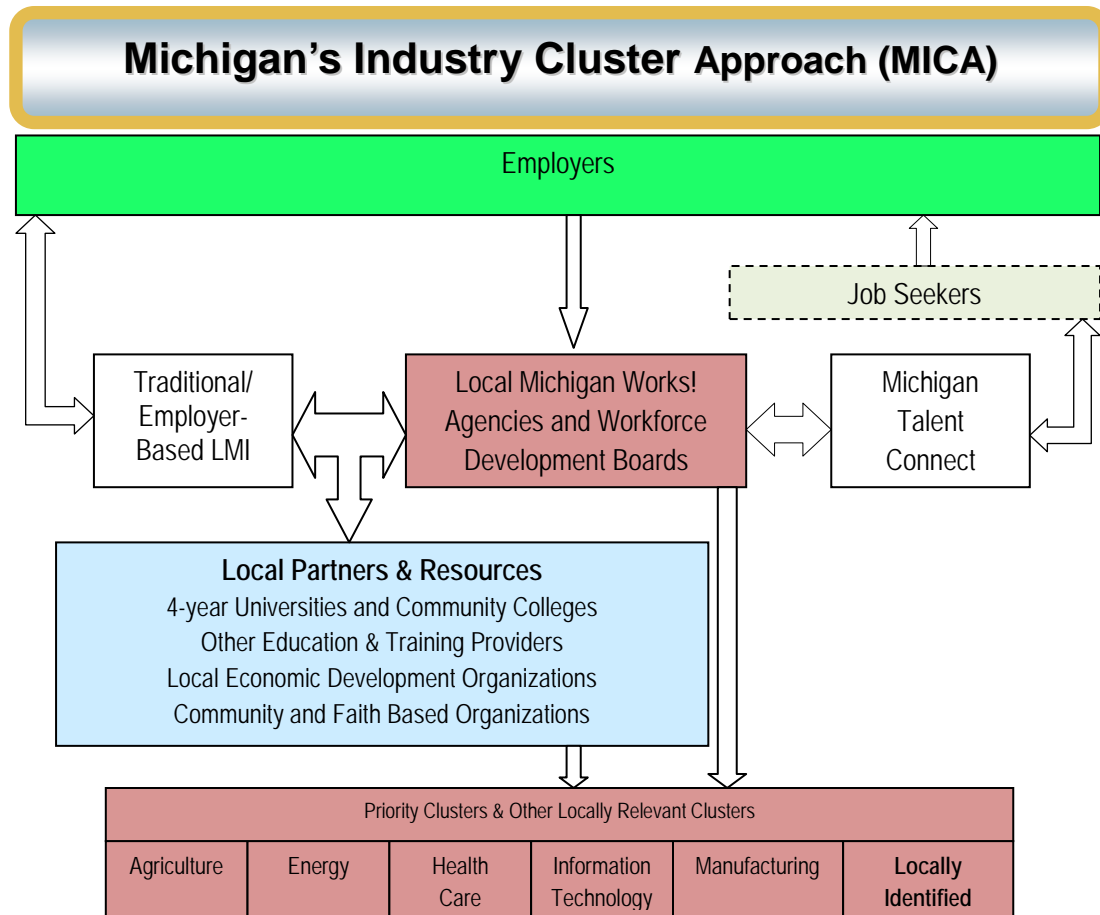 Michigan's Industry Cluster Approach (MICA)
Employers
Job Seekers
Traditional/
Employer-
Based LMI
Local Michigan Works!
Agencies and Workforce
Development Boards
Michigan
Talent
Connect
Local Partners & Resources
4-year Universities and Community Colleges
Other Education & Training Providers
Local Economic Development Organizations
Community and Faith Based Organizations
Priority Clusters & Other Locally Relevant Clusters
Agriculture
Energy
Health
Care
Information
Technology
Manufacturing
Locally
Identified